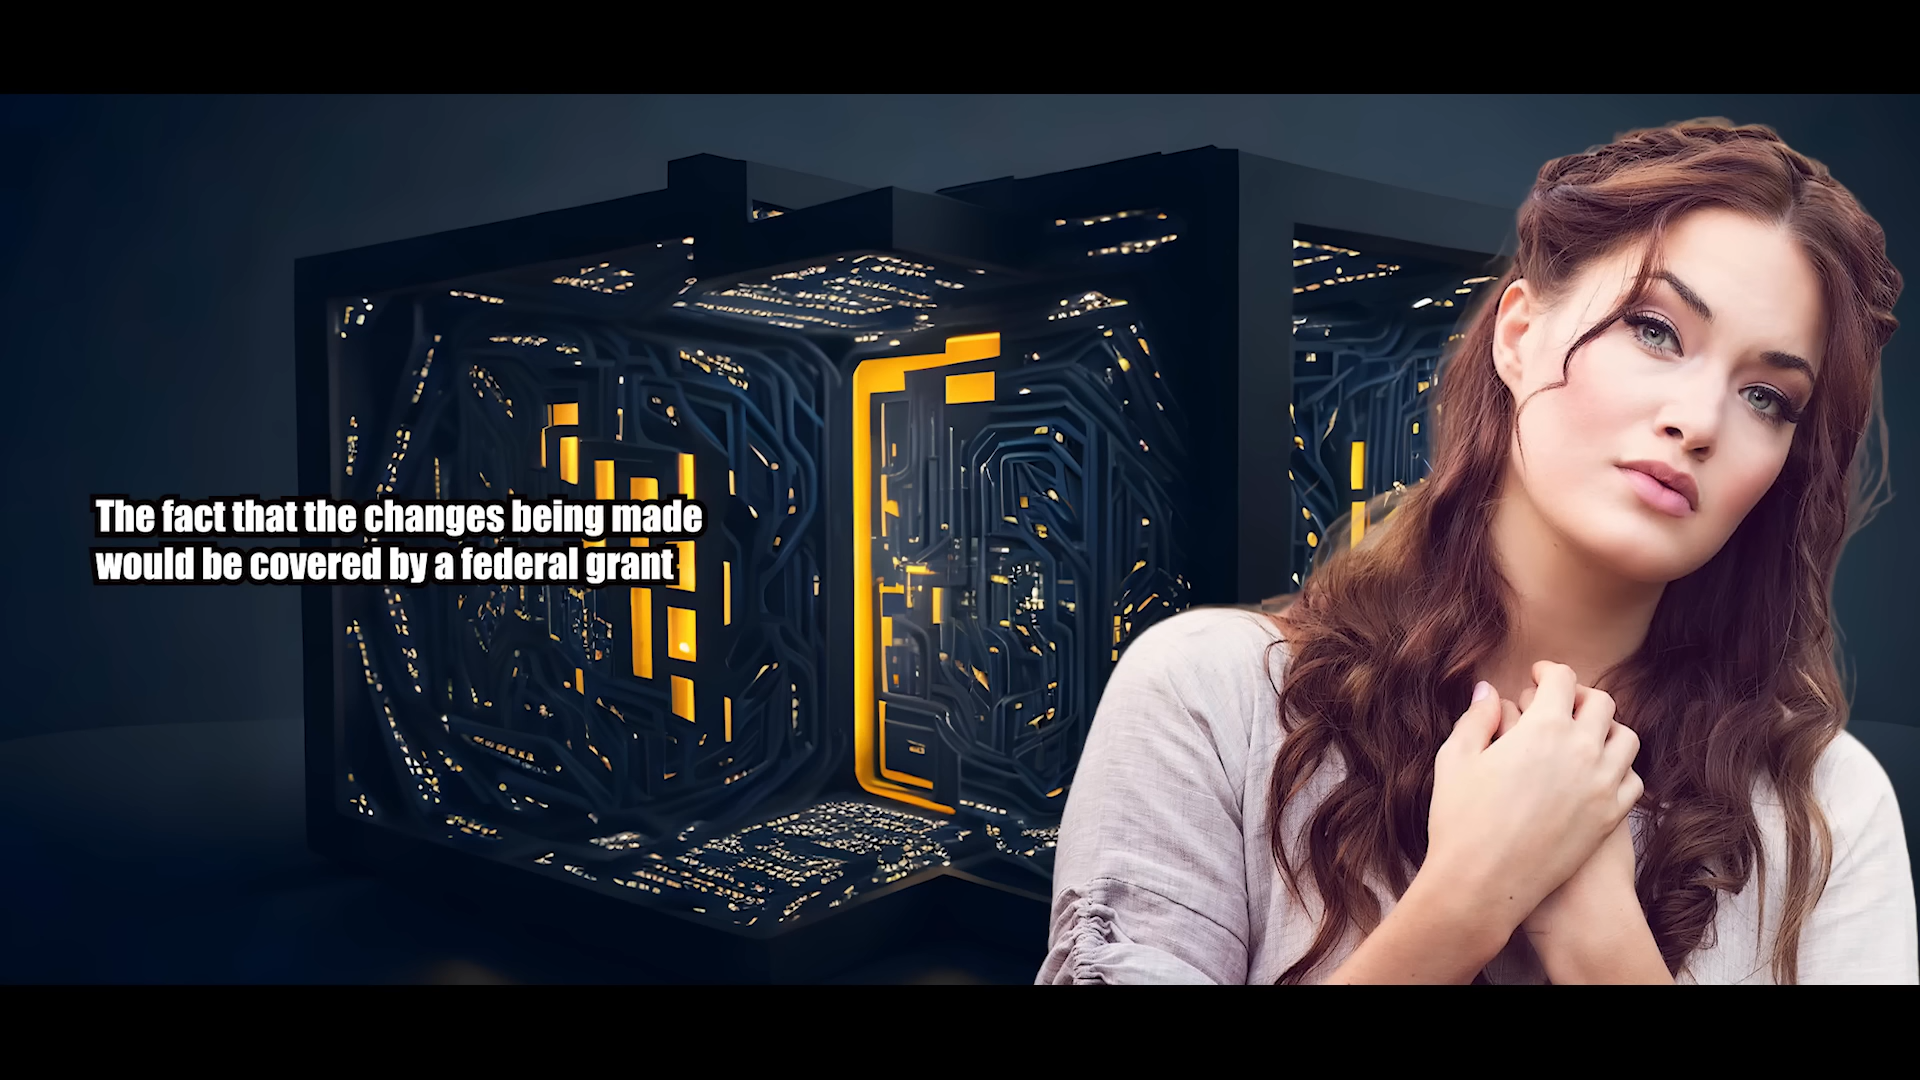 The fact that the changes being made
would be covered by a federal grant